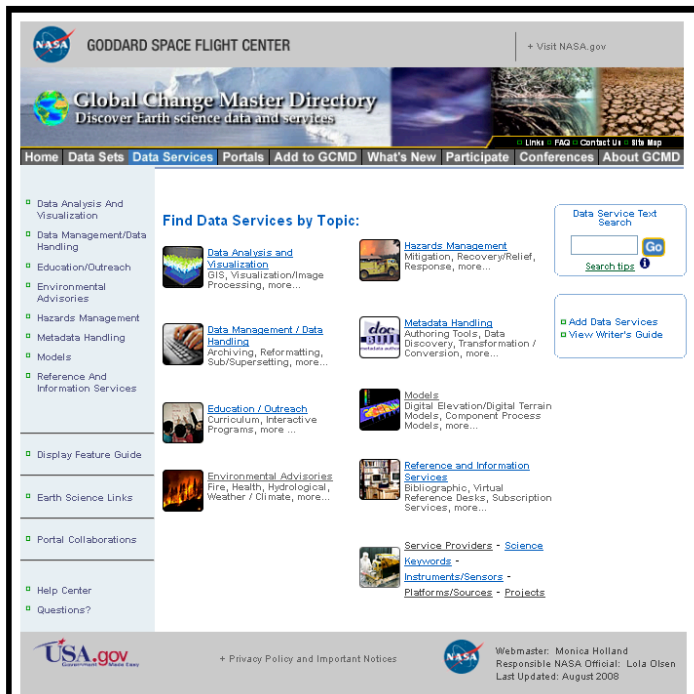 NASA
GODDARD SPACE FLIGHT CENTER
+ Visit NASA.gov
Global Change Master Directory
Discover Earth science data and services
Links FAQ Contact Us Site Map
Home Data Sets Data Services Portals Add to GCMD What's New Participate Conferences About GCMD
Data Analysis And
Visualization
Data Management/Data
Handling
Education/Outreach
Environmental
Advisories
Hazards Management
Metadata Handling
Models
Reference And
Information Services
Display Feature Guide
Earth Science Links
Portal Collaborations
Help Center
Questions?
Find Data Services by Topic:
Data Analysis and
Visualization
GIS, Visualization/Image
Processing, more...
Data Management / Data
Handling
Archiving, Reformatting,
Sub/Supersetting, more...
Education / Outreach
Curriculum, Interactive
Programs, more ...
Environmental Advisories
Fire, Health, Hydrological,
Weather / Climate, more...
Hazards Management
Mitigation, Recovery/Relief,
Response, more...
doc
BUILD
metadata author
Metadata Handling
Authoring Tools, Data
Discovery, Transformation /
Conversion, more...
Models
Digital Elevation/Digital Terrain
Models, Component Process
Models, more...
Reference and Information
Services
Bibliographic, Virtual
Reference Desks, Subscription
Services, more...
Service Providers - Science
Keywords -
Instruments/Sensors -
Platforms/Sources - Projects
Data Service Text
Search
Go
Search tips i
Add Data Services
View Writer's Guide
USA.gov
Government Made Easy
+ Privacy Policy and Important Notices
NASA
Webmaster: Monica Holland
Responsible NASA Official: Lola Olsen
Last Updated: August 2008